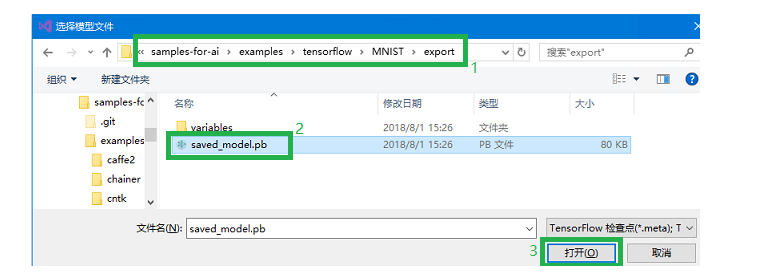 选择模型文件
« samples-for-ai › examples › tensorflow › MNIST › export
搜索"export"
1
组织 新建文件夹
名称 修改日期 类型 大小
samples-fc
.git
examples
caffe2
chainer
cntk
variables 2018/8/1 15:26 文件夹
2
saved_model.pb 2018/8/1 15:26 PB 文件 80 KB
文件名(N): saved_model.pb TensorFlow 检查点(*.meta); T
3 打开(O) 取消